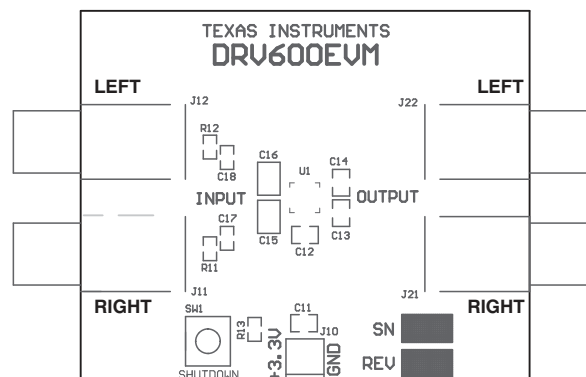 TEXAS INSTRUMENTS
DRV600EVM
LEFT
LEFT
J12
J22
R12
C18
C16
U1
C14
INPUT
OUTPUT
C17
R11
C15
C12
C13
J11
J21
RIGHT
RIGHT
SW1
R13
C11
J10
+3.3V
GND
SN
REV
SHUTDOWN